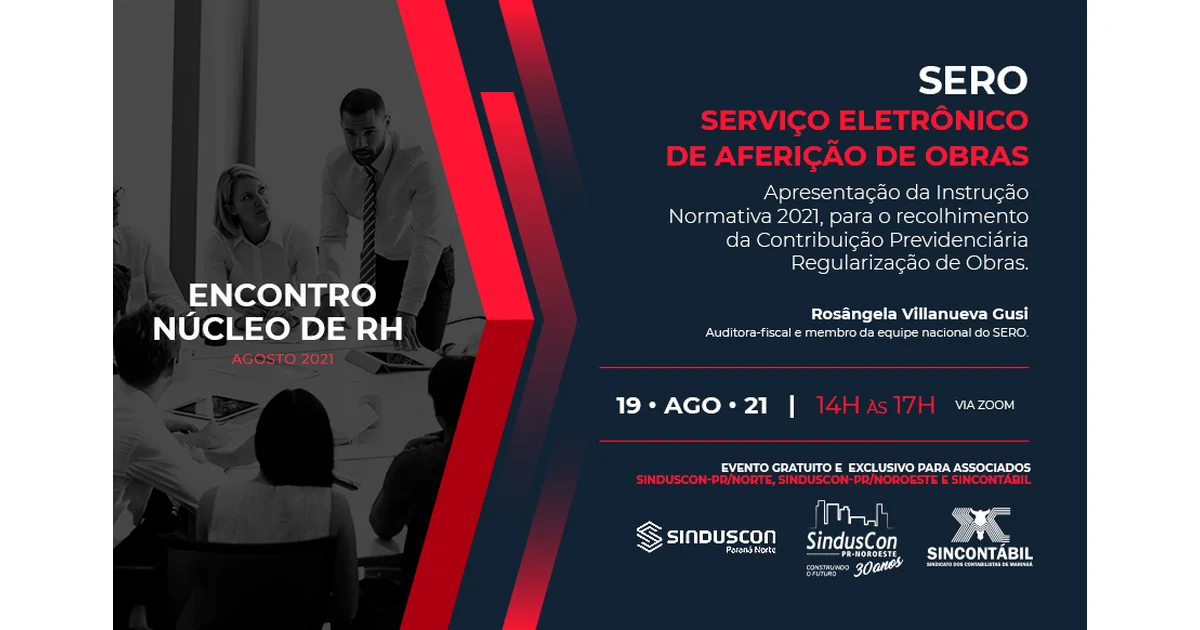 ENCONTRO
NÚCLEO DE RH
AGOSTO 2021
SERO
SERVIÇO ELETRÔNICO
DE AFERIÇÃO DE OBRAS
Apresentação da Instrução
Normativa 2021, para o recolhimento
da Contribuição Previdenciária
Regularização de Obras.
Rosângela Villanueva Gusi
Auditora-fiscal e membro da equipe nacional do SERO.
19 • AGO • 21 | 14H ÀS 17H VIA ZOOM
EVENTO GRATUITO E EXCLUSIVO PARA ASSOCIADOS
SINDUSCON-PR/NORTE, SINDUSCON-PR/NOROESTE E SINCONTÁBIL
SINDUSCON
Paraná Norte
SindusCon
PR-NOROESTE
CONSTRUINDO
O FUTURO
30anos
SINCONTÁBIL
SINDICATO DOS CONTABILISTAS DE MARINGÁ